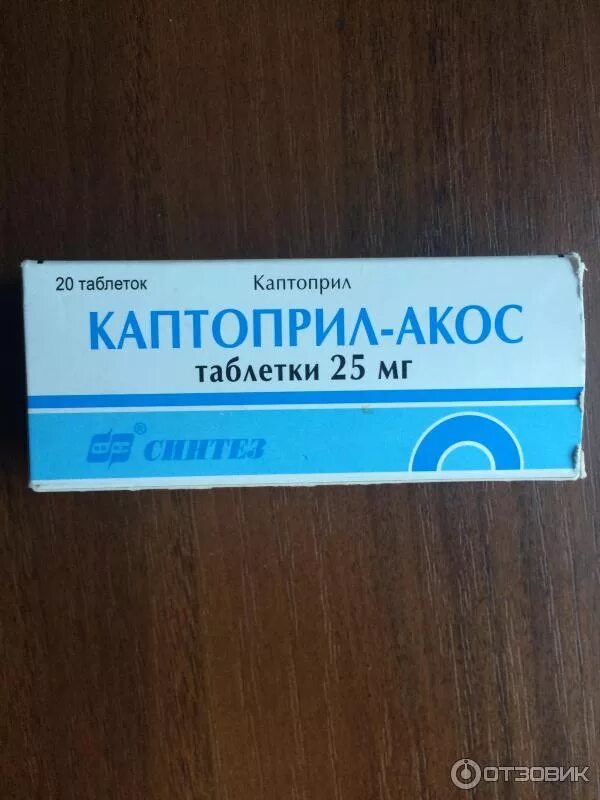 20 таблеток
Каптоприл
КАПТОПРИЛ-АКОС
таблетки 25 мг
® СИНТЕЗ
ОТЗОВИК